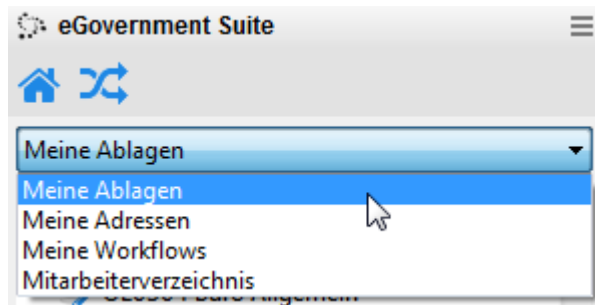 eGovernment Suite
Meine Ablagen
Meine Ablagen
Meine Adressen
Meine Workflows
Mitarbeiterverzeichnis